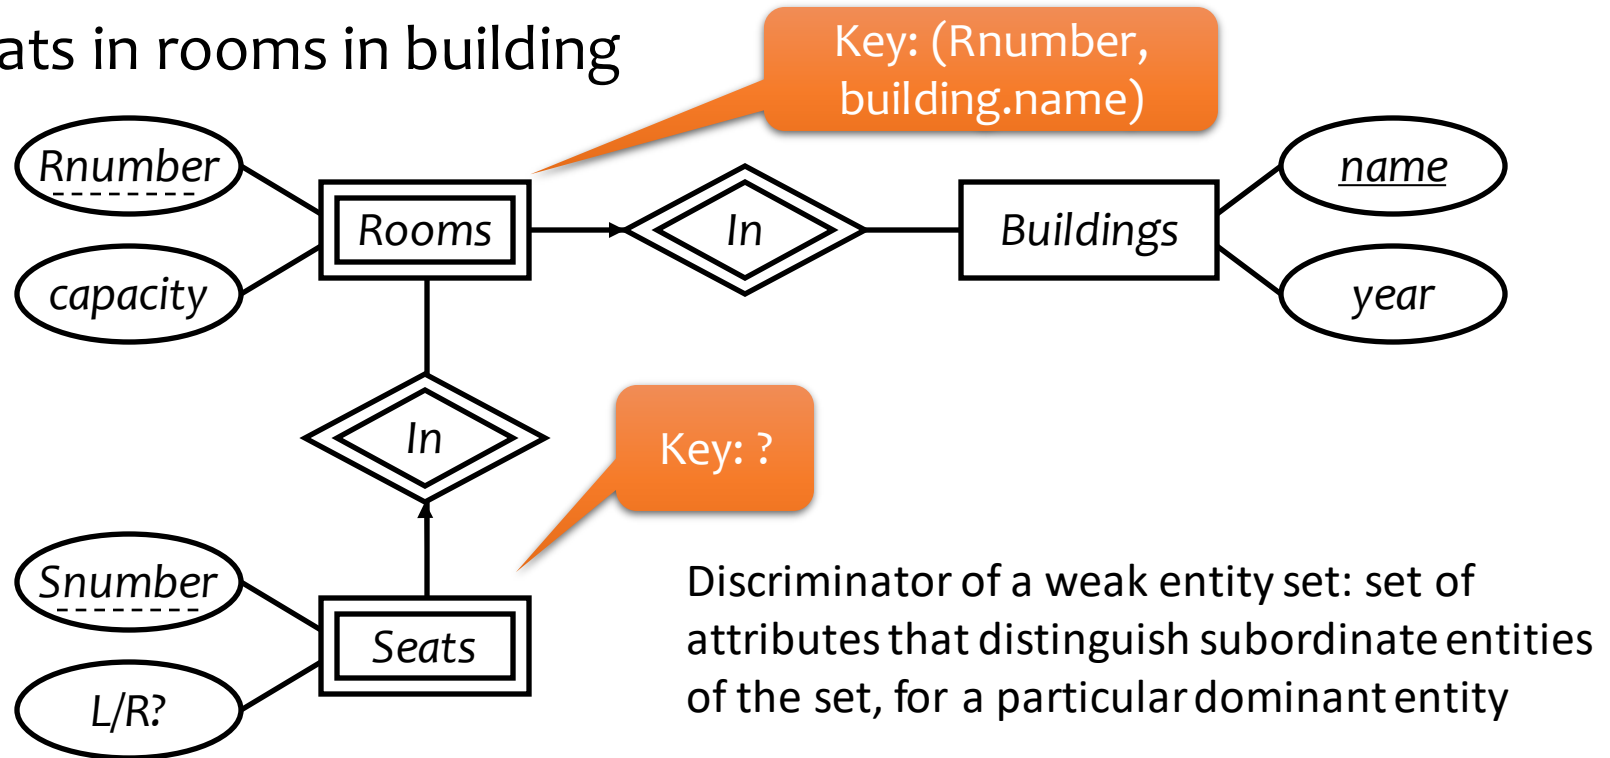 ats in rooms in building
Key: (Rnumber,
building.name)
Rnumber
name
Rooms
In
Buildings
capacity
year
In
Key: ?
Snumber
Seats
L/R?
Discriminator of a weak entity set: set of
attributes that distinguish subordinate entities
of the set, for a particular dominant entity